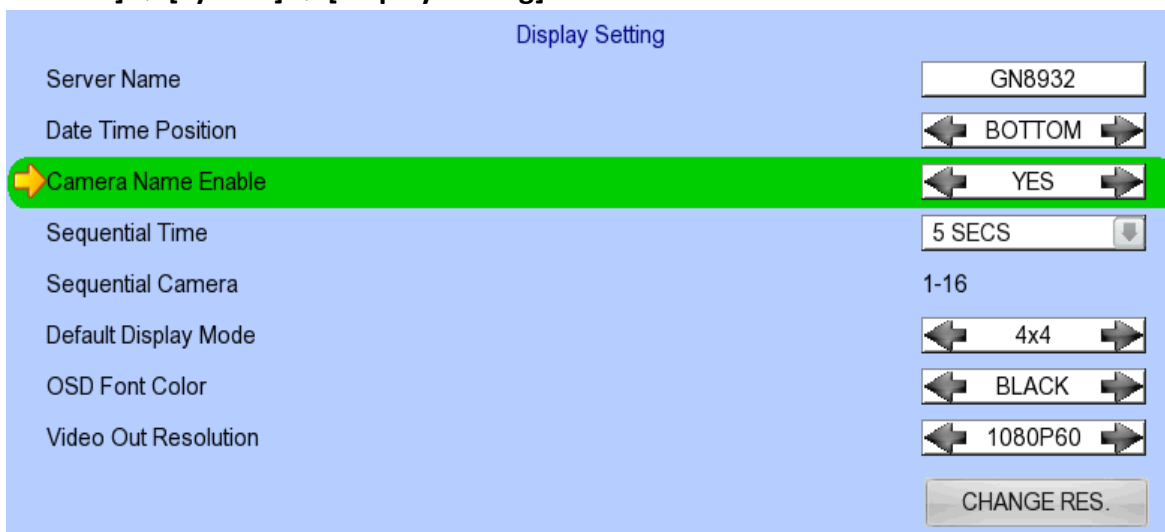 Display Setting
Server Name GN8932
Date Time Position BOTTOM
Camera Name Enable YES
Sequential Time 5 SECS
Sequential Camera 1-16
Default Display Mode 4x4
OSD Font Color BLACK
Video Out Resolution 1080P60
CHANGE RES.